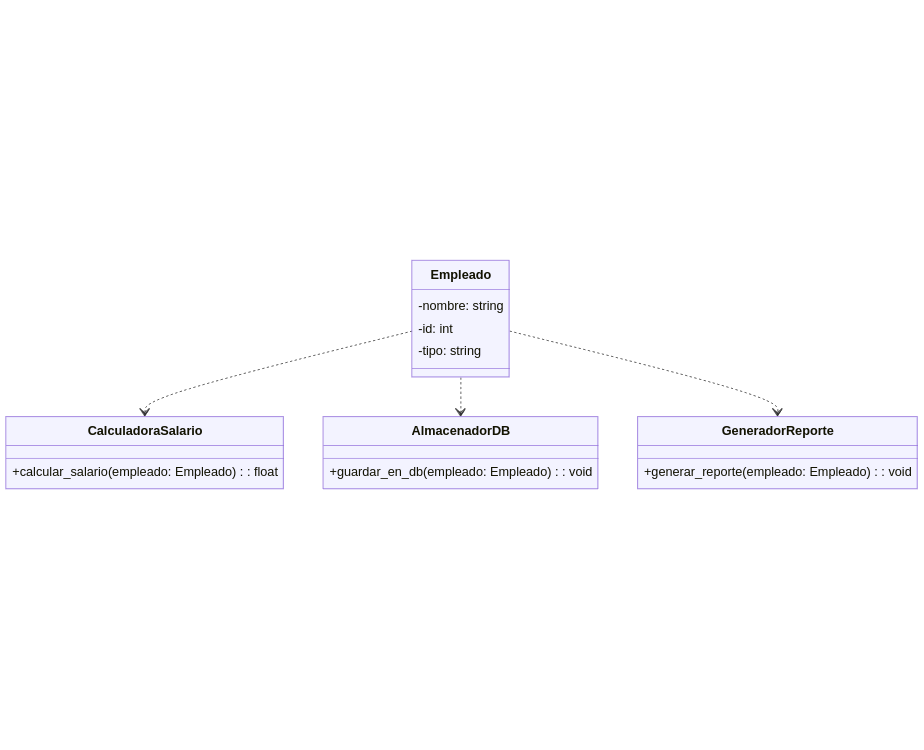 Empleado
-nombre: string
-id: int
-tipo: string
CalculadoraSalario
+calcular_salario(empleado: Empleado) : : float
AlmacenadorDB
+guardar_en_db(empleado: Empleado) : : void
GeneradorReporte
+generar_reporte(empleado: Empleado) : : void